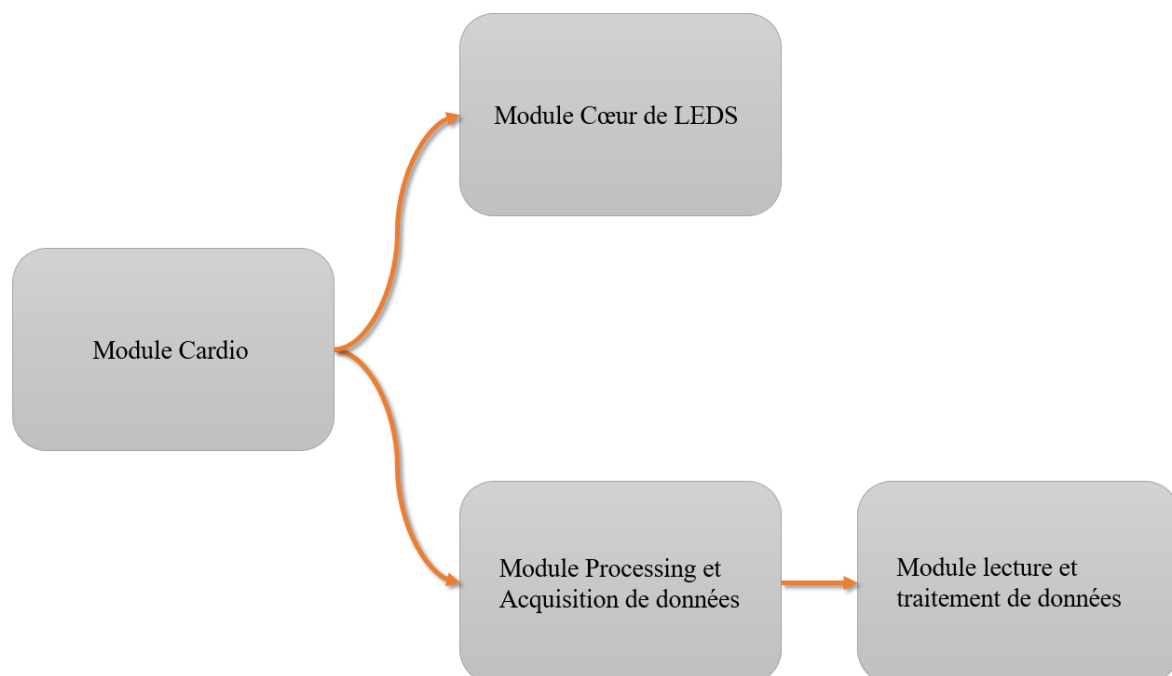 Module Cœur de LEDS
Module Cardio
Module Processing et
Acquisition de données
Module lecture et
traitement de données